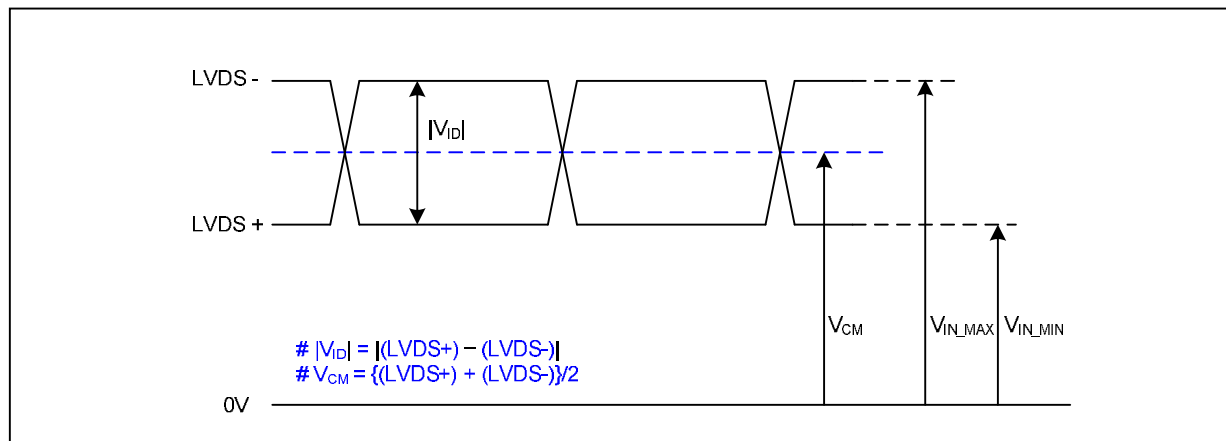 LVDS -
|VID|
LVDS +
VCM
VIN_MAX
VIN_MIN
# |VID| = |(LVDS+) − (LVDS-)|
# VCM = {(LVDS+) + (LVDS-)}/2
0V